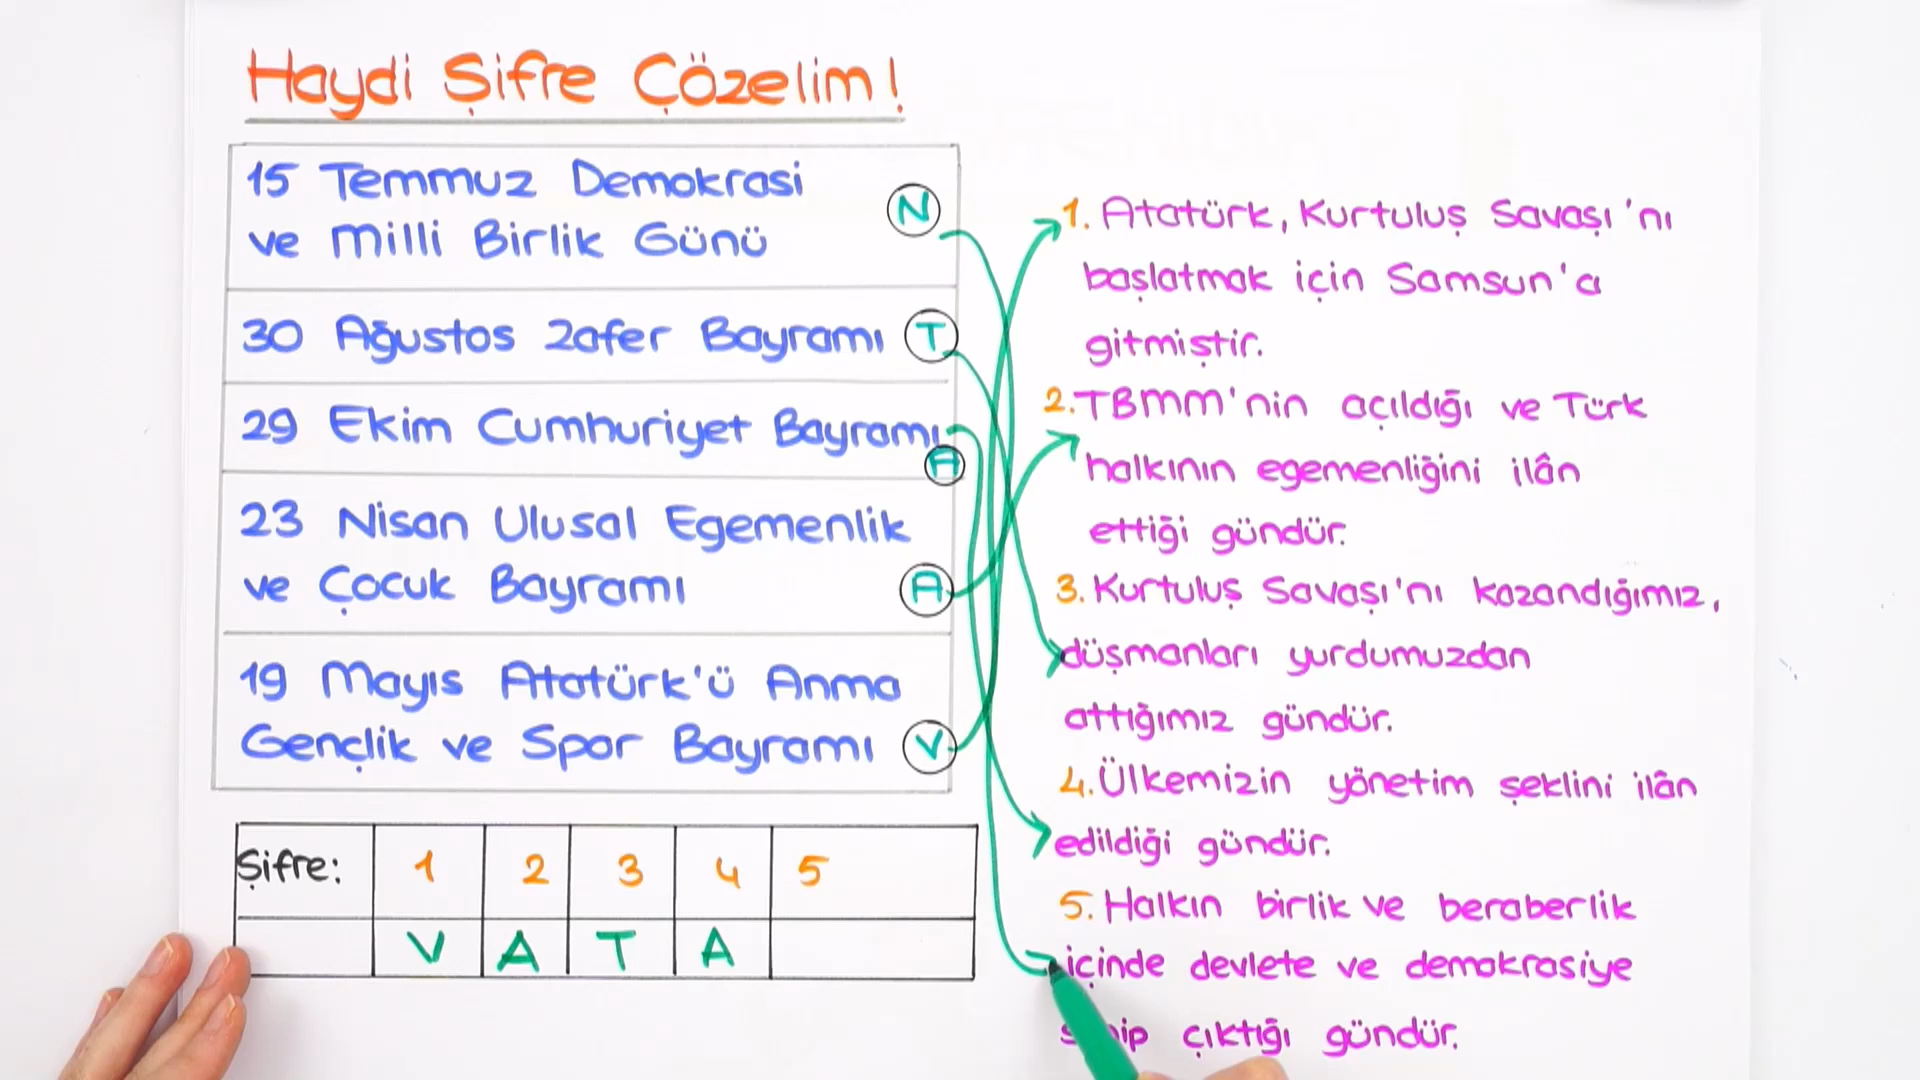 Haydi Şifre Çözelim!
15 Temmuz Demokrasi
ve Milli Birlik Günü
N
30 Ağustos Zafer Bayramı
T
29 Ekim Cumhuriyet Bayramı
A
23 Nisan Ulusal Egemenlik
ve Çocuk Bayramı
A
19 Mayıs Atatürk'ü Anma
Gençlik ve Spor Bayramı
V
Şifre: 1 2 3 4 5
V A T A
1. Atatürk, Kurtuluş Savaşı'nı
başlatmak için Samsun'a
gitmiştir.
2. TBMM'nin açıldığı ve Türk
halkının egemenliğini ilân
ettiği gündür.
3. Kurtuluş Savaşı'nı kazandığımız,
düşmanları yurdumuzdan
attığımız gündür.
4. Ülkemizin yönetim şeklini ilân
edildiği gündür.
5. Halkın birlik ve beraberlik
içinde devlete ve demokrasiye
çıktığı gündür.